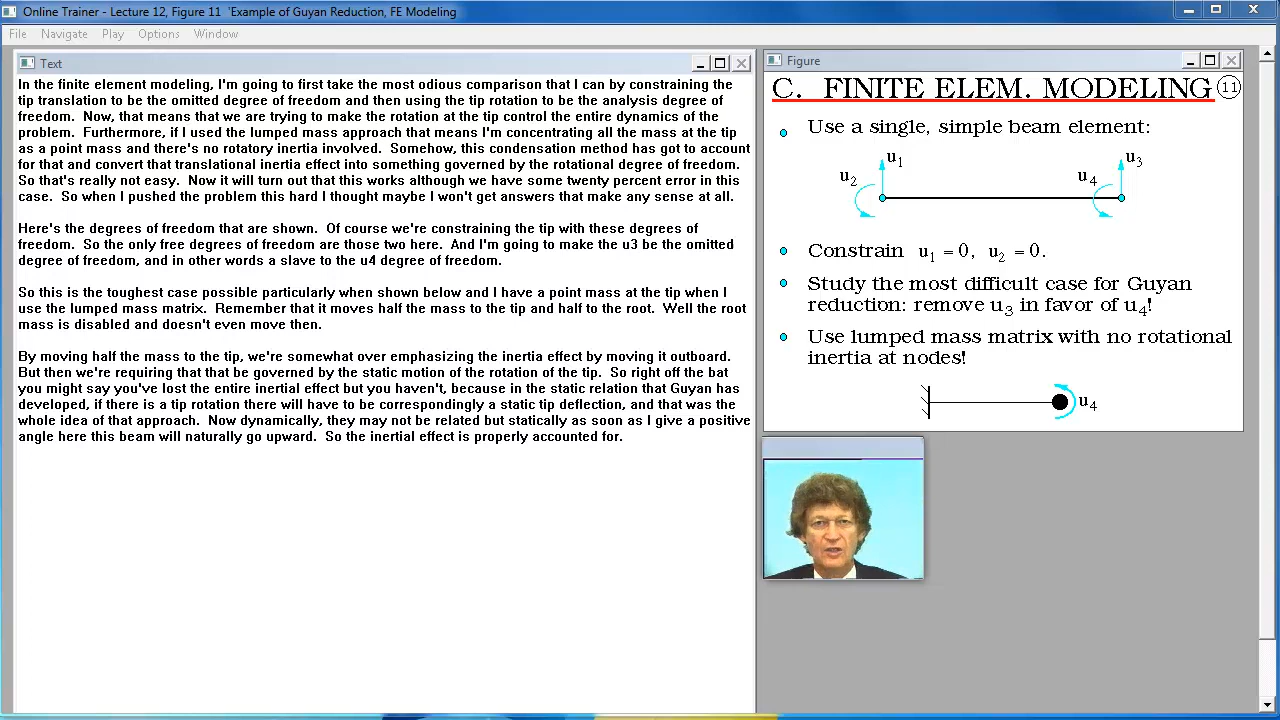 Online Trainer - Lecture 12, Figure 11 'Example of Guyan Reduction, FE Modeling
File Navigate Play Options Window
Text
In the finite element modeling, I'm going to first take the most odious comparison that I can by constraining the
tip translation to be the omitted degree of freedom and then using the tip rotation to be the analysis degree of
freedom. Now, that means that we are trying to make the rotation at the tip control the entire dynamics of the
problem. Furthermore, if I used the lumped mass approach that means I'm concentrating all the mass at the tip
as a point mass and there's no rotatory inertia involved. Somehow, this condensation method has got to account
for that and convert that translational inertia effect into something governed by the rotational degree of freedom.
So that's really not easy. Now it will turn out that this works although we have some twenty percent error in this
case. So when I pushed the problem this hard I thought maybe I won't get answers that make any sense at all.
Here's the degrees of freedom that are shown. Of course we're constraining the tip with these degrees of
freedom. So the only free degrees of freedom are those two here. And I'm going to make the u3 be the omitted
degree of freedom, and in other words a slave to the u4 degree of freedom.
So this is the toughest case possible particularly when shown below and I have a point mass at the tip when I
use the lumped mass matrix. Remember that it moves half the mass to the tip and half to the root. Well the root
mass is disabled and doesn't even move then.
By moving half the mass to the tip, we're somewhat over emphasizing the inertia effect by moving it outboard.
But then we're requiring that that be governed by the static motion of the rotation of the tip. So right off the bat
you might say you've lost the entire inertial effect but you haven't, because in the static relation that Guyan has
developed, if there is a tip rotation there will have to be correspondingly a static tip deflection, and that was the
whole idea of that approach. Now dynamically, they may not be related but statically as soon as I give a positive
angle here this beam will naturally go upward. So the inertial effect is properly accounted for.
Figure
C. FINITE ELEM. MODELING 11
Use a single, simple beam element:
u1 u3
u2 u4
Constrain u1 = 0, u2 = 0.
Study the most difficult case for Guyan
reduction: remove u3 in favor of u4!
Use lumped mass matrix with no rotational
inertia at nodes!
u4